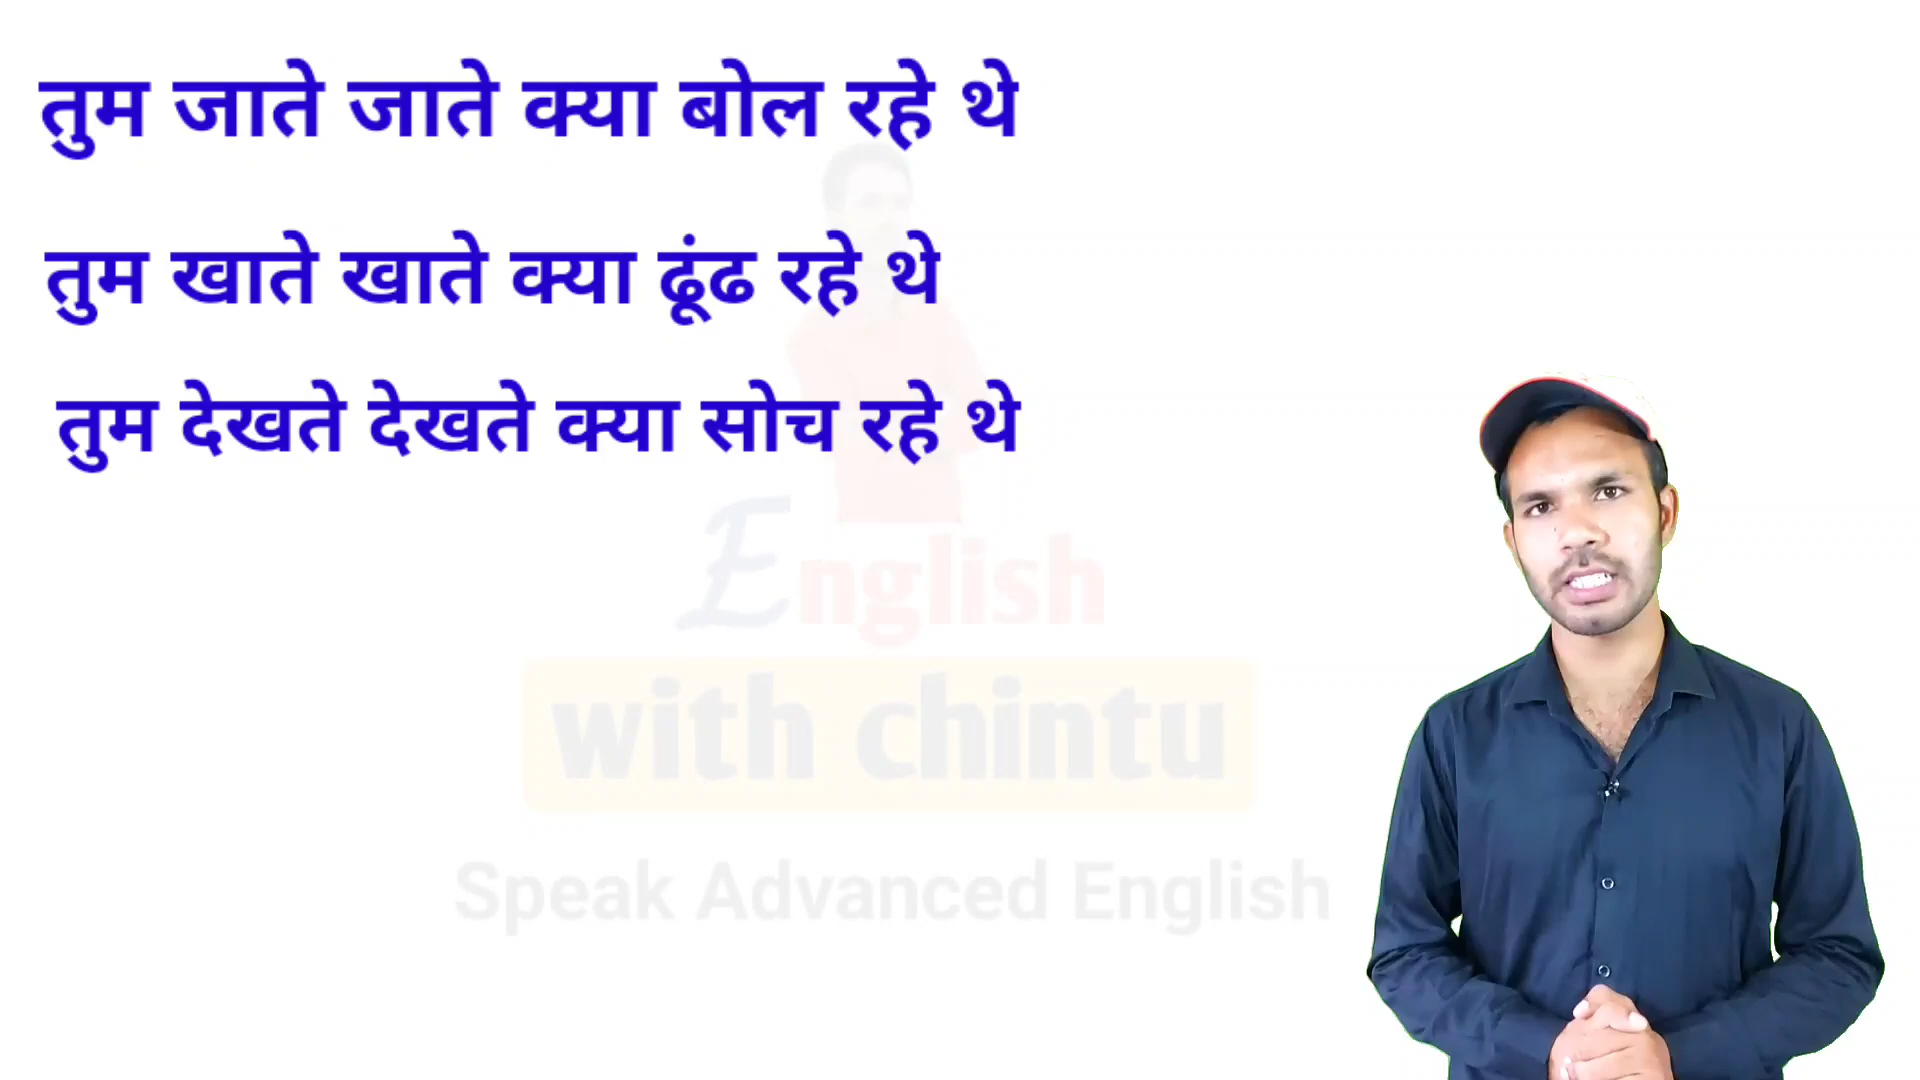 तुम जाते जाते क्या बोल रहे थे
तुम खाते खाते क्या ढूंढ रहे थे
तुम देखते देखते क्या सोच रहे थे
English
with chintu
Speak Advanced English